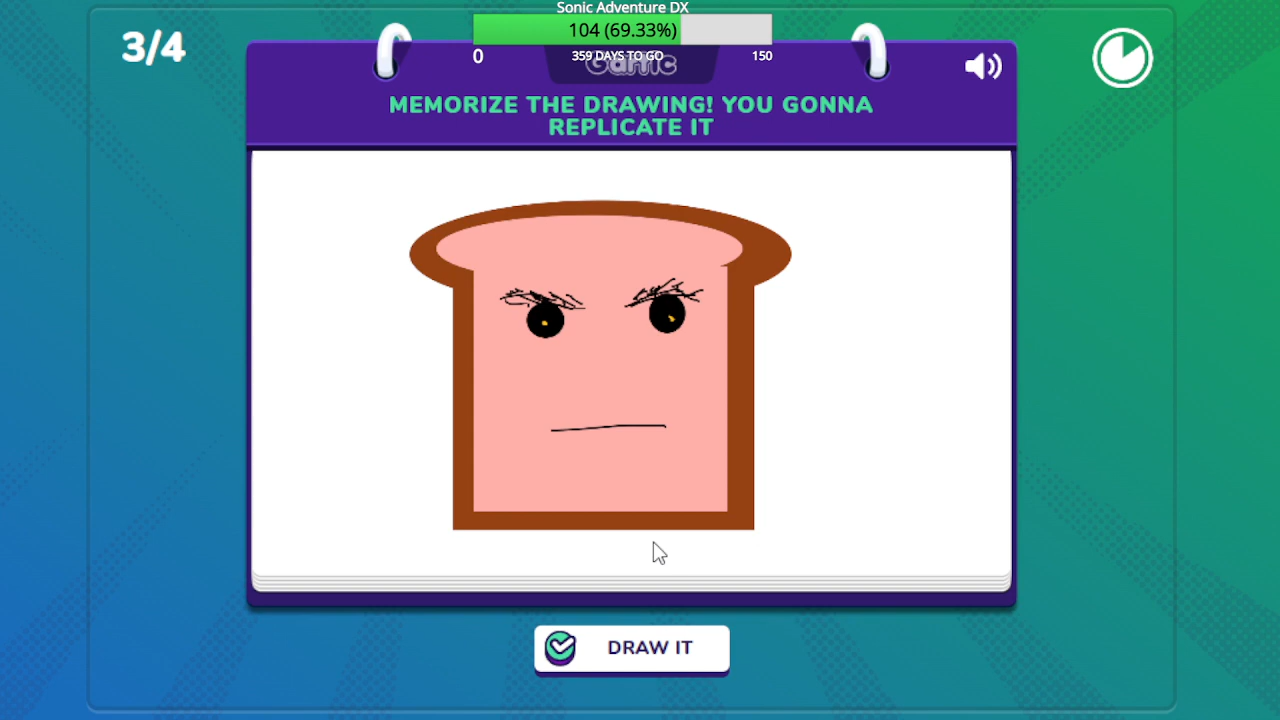 Sonic Adventure DX
3/4
104 (69.33%)
0
359 DAYS TO GO
150
Gartic
MEMORIZE THE DRAWING! YOU GONNA
REPLICATE IT
DRAW IT